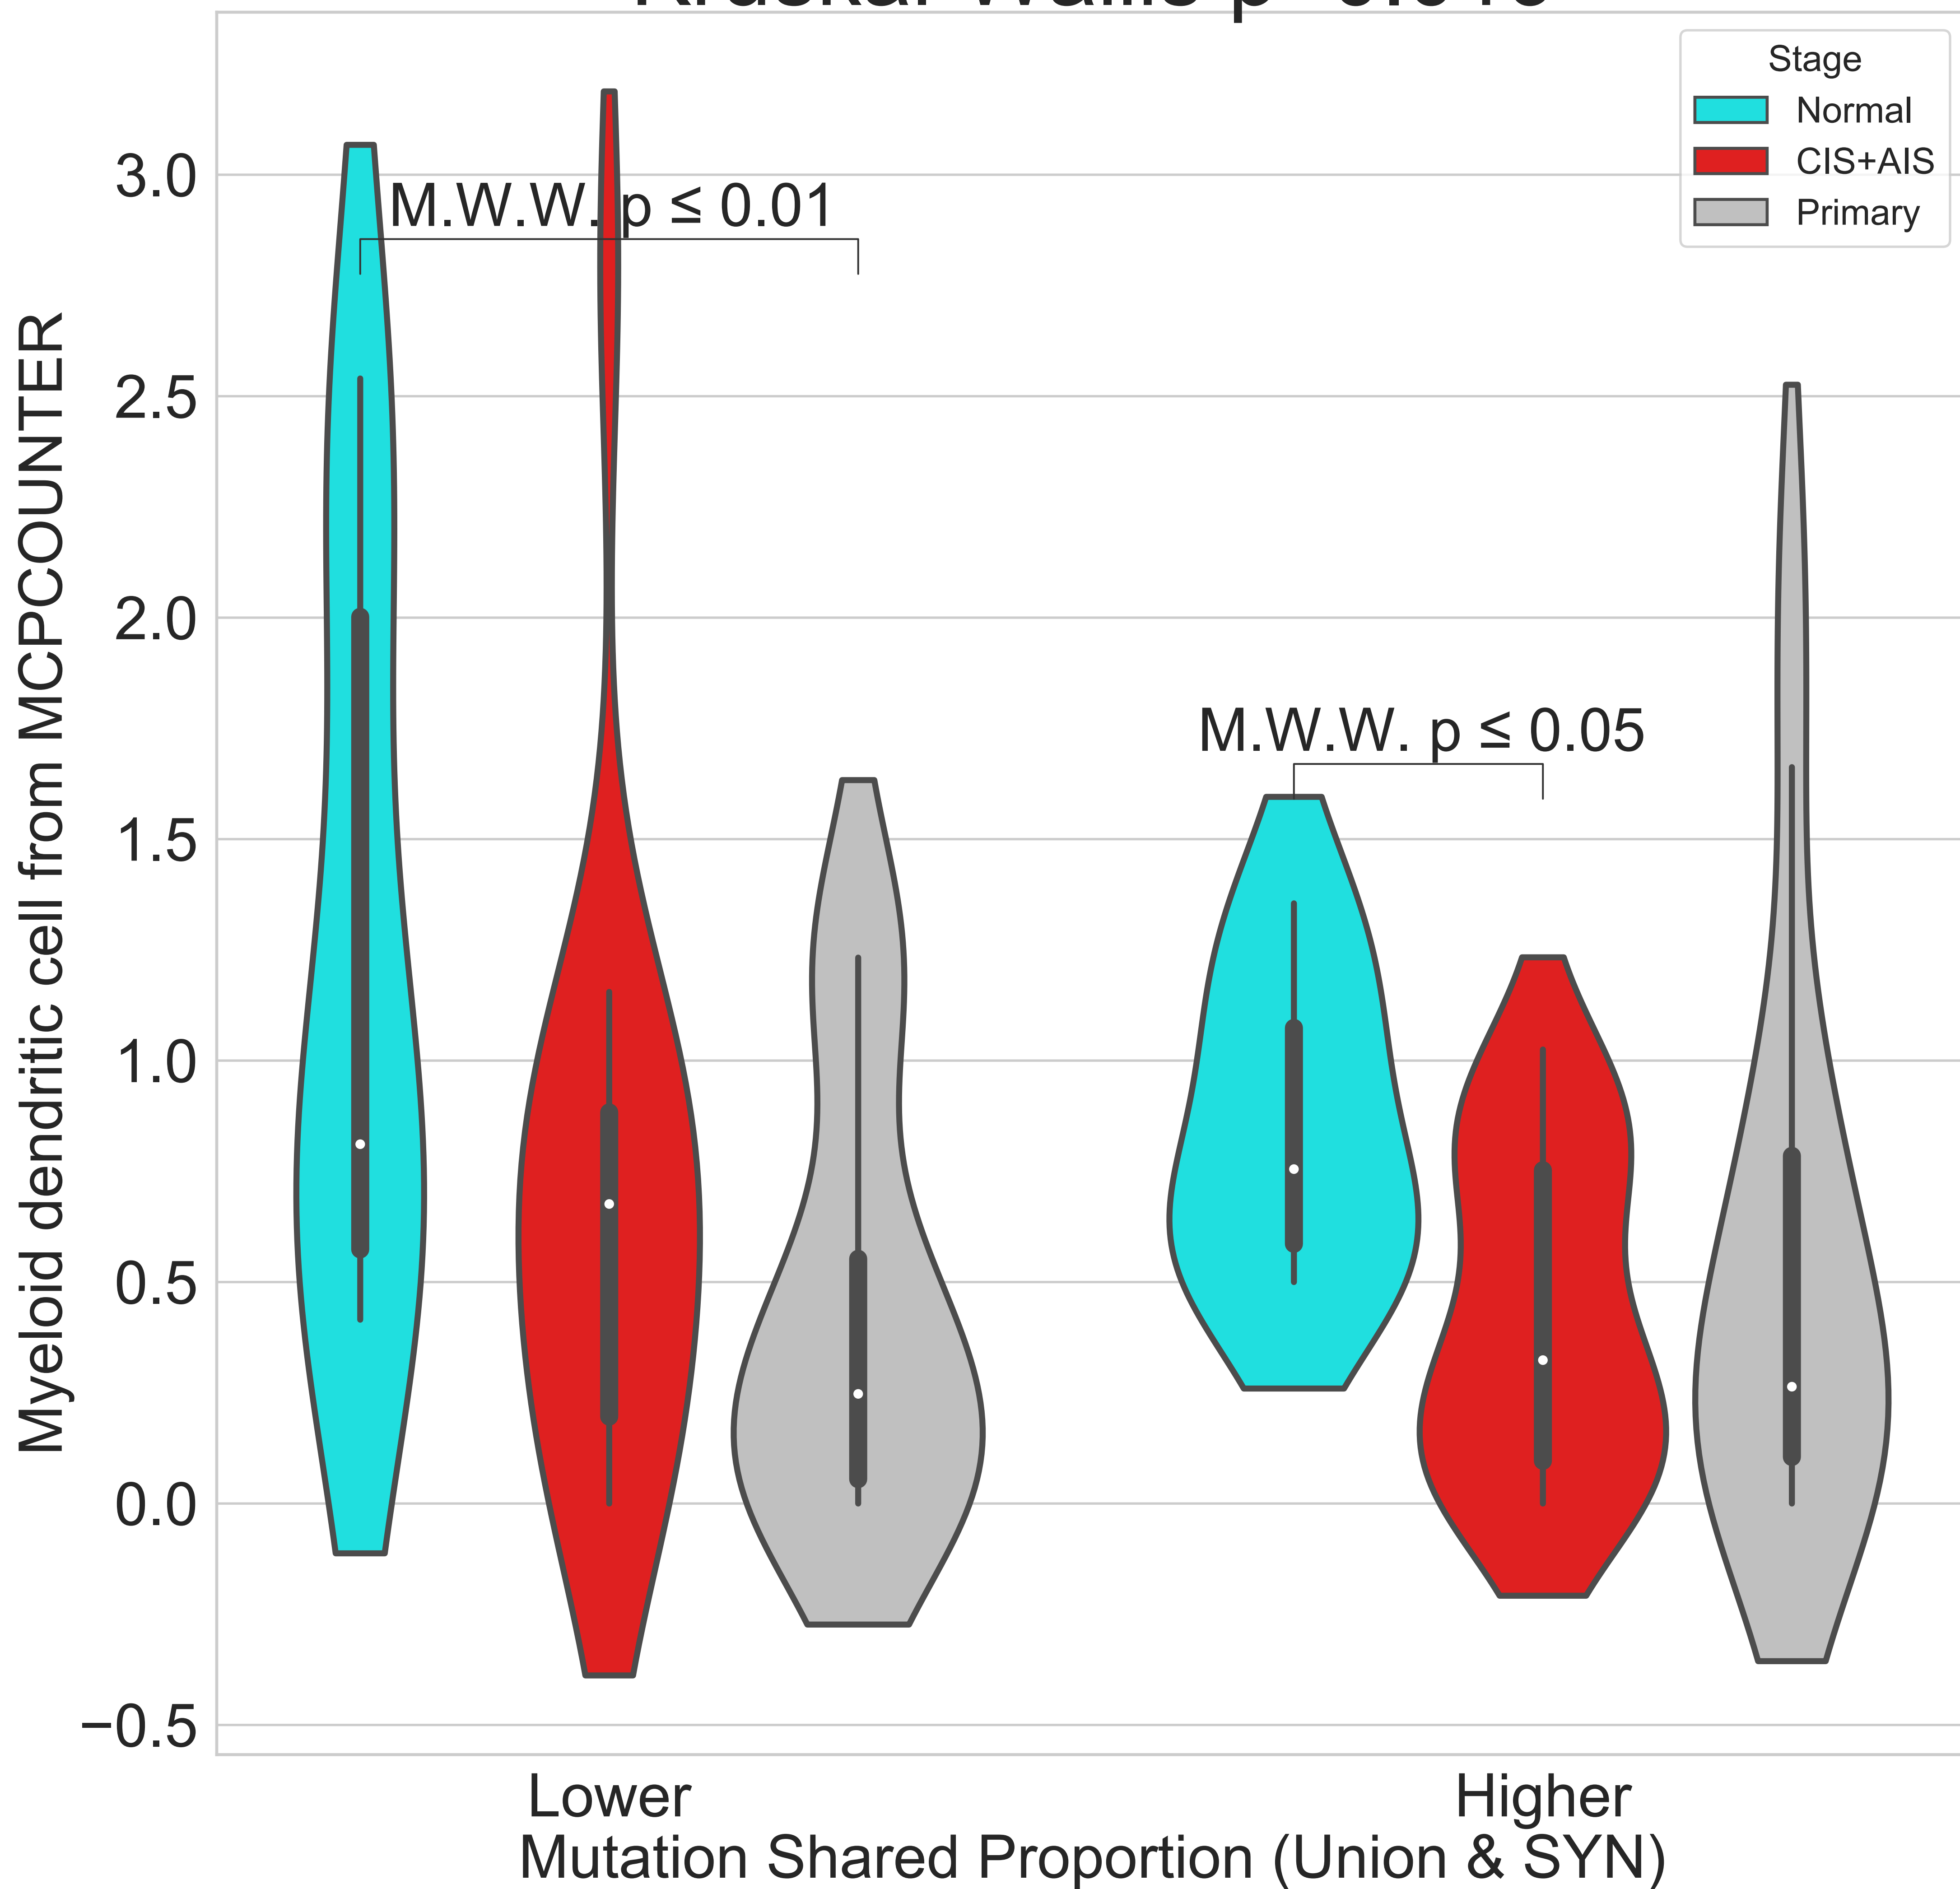 Stage
Normal
CIS+AIS
Primary
3.0
2.5
2.0
1.5
1.0
0.5
0.0
−0.5
Myeloid dendritic cell from MCPCOUNTER
M.W.W. p ≤ 0.01
M.W.W. p ≤ 0.05
Lower
Higher
Mutation Shared Proportion (Union & SYN)